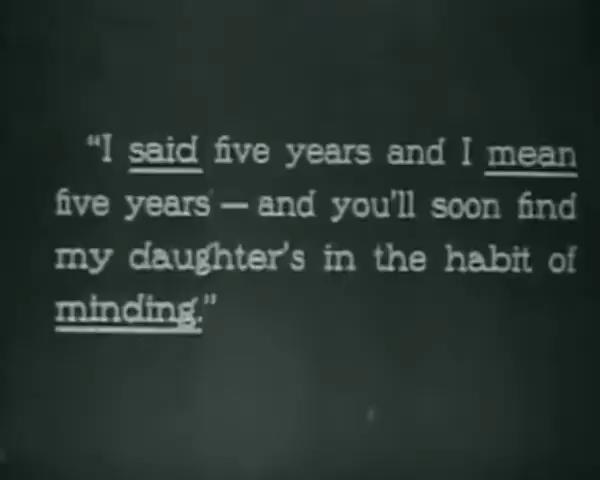 “I said five years and I mean
five years — and you'll soon find
my daughter's in the habit of
minding.”